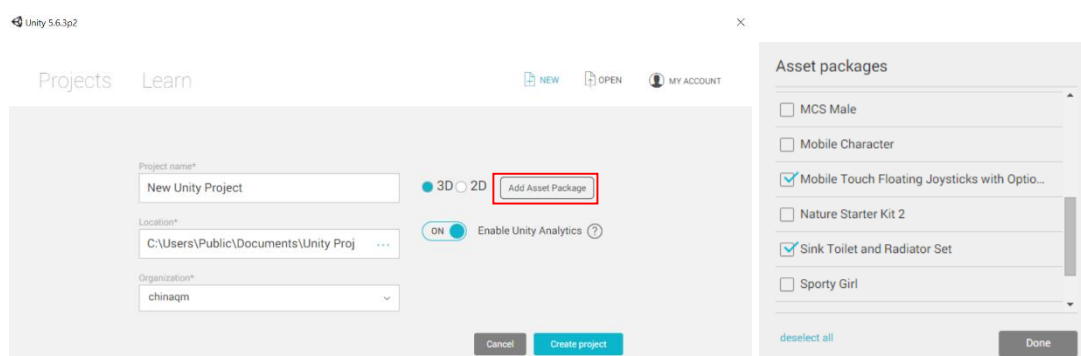 Unity 5.6.3p2
Projects Learn
NEW OPEN MY ACCOUNT
Project name*
New Unity Project
3D 2D Add Asset Package
Location*
C:\Users\Public\Documents\Unity Proj ...
ON Enable Unity Analytics ?
Organization*
chinaqm
Cancel Create project
Asset packages
MCS Male
Mobile Character
Mobile Touch Floating Joysticks with Optio...
Nature Starter Kit 2
Sink Toilet and Radiator Set
Sporty Girl
deselect all Done